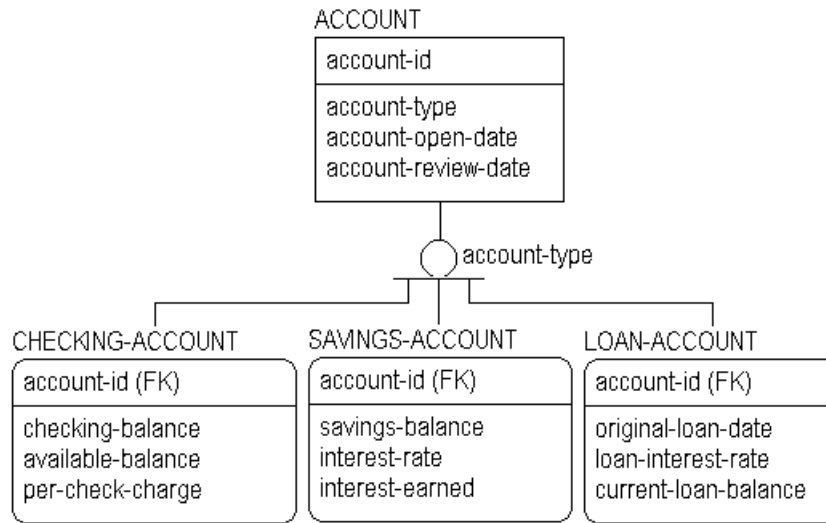 ACCOUNT
account-id
account-type
account-open-date
account-review-date
account-type
CHECKING-ACCOUNT
account-id (FK)
checking-balance
available-balance
per-check-charge
SAVINGS-ACCOUNT
account-id (FK)
savings-balance
interest-rate
interest-earned
LOAN-ACCOUNT
account-id (FK)
original-loan-date
loan-interest-rate
current-loan-balance